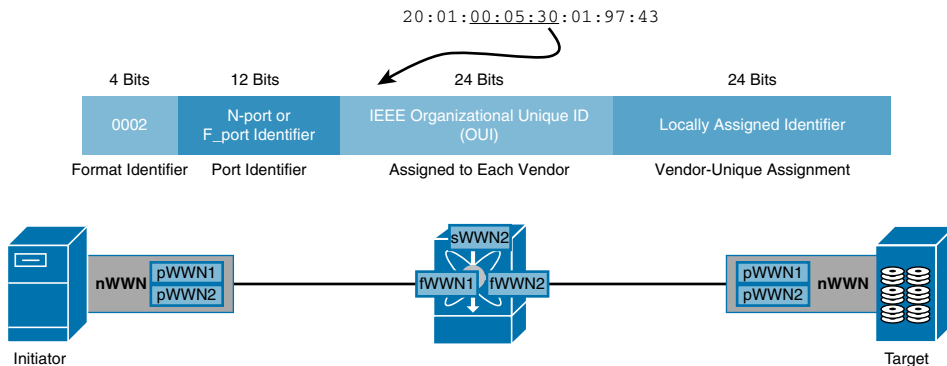 20:01:00:05:30:01:97:43
4 Bits
12 Bits
24 Bits
24 Bits
0002
N-port or
F_port Identifier
IEEE Organizational Unique ID
(OUI)
Locally Assigned Identifier
Format Identifier
Port Identifier
Assigned to Each Vendor
Vendor-Unique Assignment
sWWN2
nWWN
pWWN1
pWWN2
fWWN1
fWWN2
pWWN1
pWWN2
nWWN
Initiator
Target